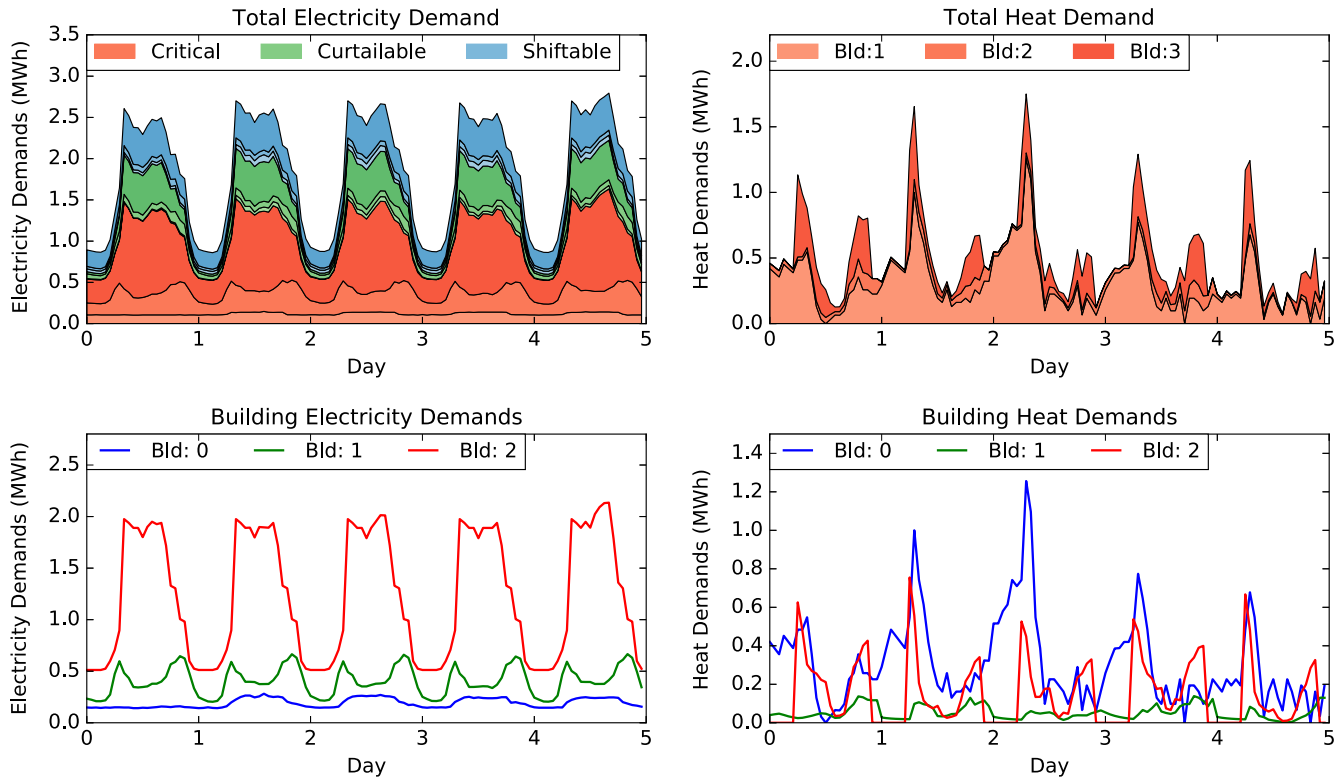 Total Electricity Demand
Electricity Demands (MWh)
3.5
3.0
2.5
2.0
1.5
1.0
0.5
0.0
Critical Curtailable Shiftable
0 1 2 3 4 5
Day
Total Heat Demand
Heat Demands (MWh)
2.0
1.5
1.0
0.5
0.0
Bld:1 Bld:2 Bld:3
0 1 2 3 4 5
Day
Building Electricity Demands
Electricity Demands (MWh)
2.5
2.0
1.5
1.0
0.5
0.0
Bld: 0 Bld: 1 Bld: 2
0 1 2 3 4 5
Day
Building Heat Demands
Heat Demands (MWh)
1.4
1.2
1.0
0.8
0.6
0.4
0.2
0.0
Bld: 0 Bld: 1 Bld: 2
0 1 2 3 4 5
Day